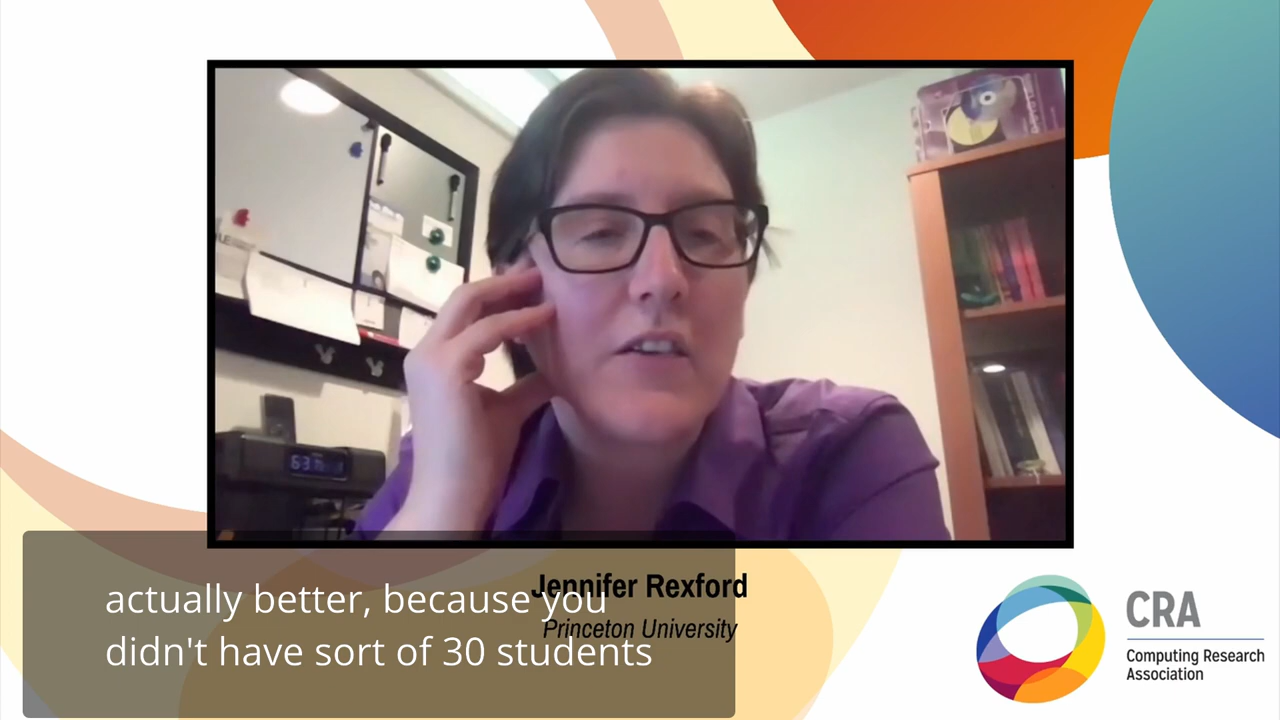 Jennifer Rexford
Princeton University
actually better, because you
didn't have sort of 30 students
CRA
Computing Research
Association